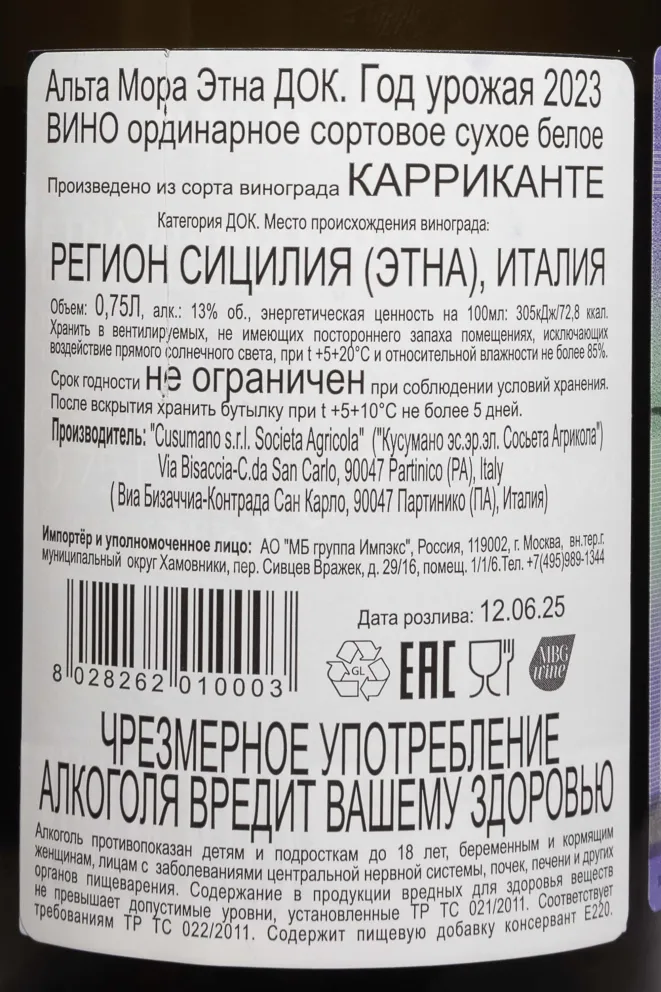 Альта Мора Этна ДОК. Год урожая 2023
ВИНО ординарное сортовое сухое белое
Произведено из сорта винограда КАРРИКАНТЕ
Категория ДОК. Место происхождения винограда:
РЕГИОН СИЦИЛИЯ (ЭТНА), ИТАЛИЯ
Объем: 0,75Л, алк.: 13% об., энергетическая ценность на 100мл: 305кДж/72,8 ккал.
Хранить в вентилируемых, не имеющих постороннего запаха помещениях, исключающих
воздействие прямого солнечного света, при t +5+20°C и относительной влажности не более 85%.
Срок годности не ограничен при соблюдении условий хранения.
После вскрытия хранить бутылку при t +5+10°C не более 5 дней.
Производитель: "Cusumano s.r.l. Societa Agricola" ("Кусумано эс.эр.эл. Сосьета Агрикола")
Via Bisaccia-C.da San Carlo, 90047 Partinico (PA), Italy
(Виа Бизаччиа-Контрада Сан Карло, 90047 Партинико (ПА), Италия)
Импортёр и уполномоченное лицо: АО "МБ группа Импэкс", Россия, 119002, г. Москва, вн.тер.г.
муниципальный округ Хамовники, пер. Сивцев Вражек, д. 29/16, помещ. 1/1/6.Тел. +7(495)989-1344
Дата розлива: 12.06.25
8 028262 010003
GL
EAC
MBG
wine
ЧРЕЗМЕРНОЕ УПОТРЕБЛЕНИЕ
АЛКОГОЛЯ ВРЕДИТ ВАШЕМУ ЗДОРОВЬЮ
Алкоголь противопоказан детям и подросткам до 18 лет, беременным и кормящим
женщинам, лицам с заболеваниями центральной нервной системы, почек, печени и других
органов пищеварения. Содержание в продукции вредных для здоровья веществ
не превышает допустимые уровни, установленные ТР ТС 021/2011. Соответствует
требованиям ТР ТС 022/2011. Содержит пищевую добавку консервант Е220.